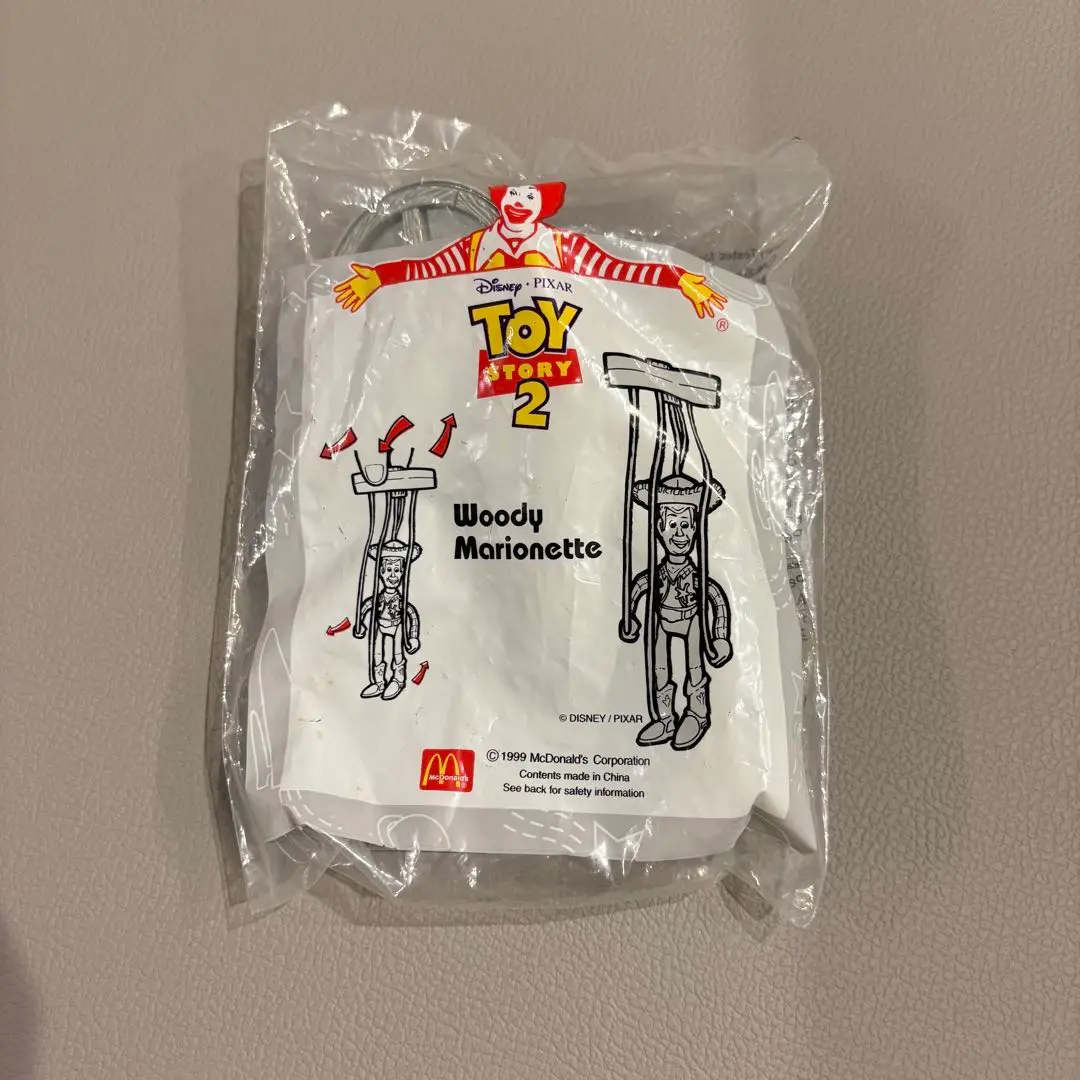 Disney · PIXAR
®
TOY
STORY
2
Woody
Marionette
© DISNEY / PIXAR
McDonald's
®
© 1999 McDonald's Corporation
Contents made in China
See back for safety information